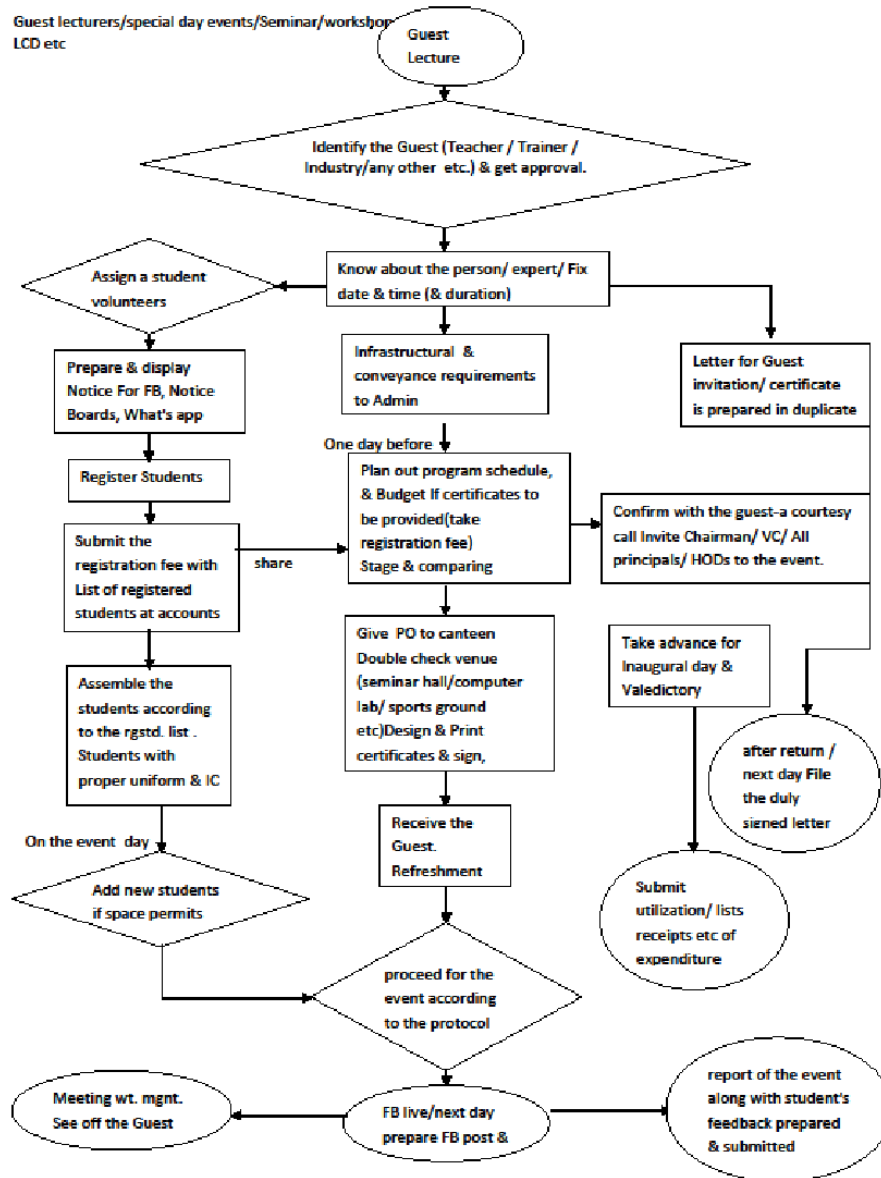 Guest lecturers/special day events/Seminar/workshop
LCD etc
Guest
Lecture
Identify the Guest (Teacher / Trainer /
Industry/any other etc.) & get approval.
Assign a student
volunteers
Know about the person/ expert/ Fix
date & time (& duration)
Prepare & display
Notice For FB, Notice
Boards, What's app
Infrastructural &
conveyance requirements
to Admin
Letter for Guest
invitation/ certificate
is prepared in duplicate
One day before
Register Students
Plan out program schedule,
& Budget If certificates to
be provided(take
registration fee)
Stage & comparing
Confirm with the guest-a courtesy
call Invite Chairman/ VC/ All
principals/ HODs to the event.
Submit the
registration fee with
List of registered
students at accounts
share
Give PO to canteen
Double check venue
(seminar hall/computer
lab/ sports ground
etc)Design & Print
certificates & sign,
Take advance for
Inaugural day &
Valedictory
Assemble the
students according
to the rgstd. list .
Students with
proper uniform & IC
after return /
next day File
the duly
signed letter
On the event day
Receive the
Guest.
Refreshment
Add new students
if space permits
Submit
utilization/ lists
receipts etc of
expenditure
proceed for the
event according
to the protocol
Meeting wt. mgnt.
See off the Guest
FB live/next day
prepare FB post &
report of the event
along with student's
feedback prepared
& submitted